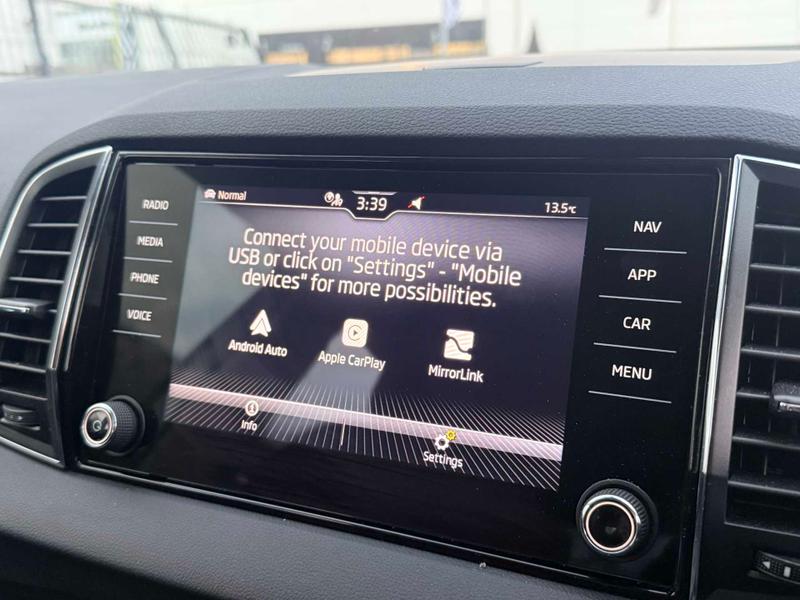 Normal
3:39
13.5°C
RADIO
MEDIA
PHONE
VOICE
Connect your mobile device via
USB or click on "Settings" - "Mobile
devices" for more possibilities.
Android Auto
Apple CarPlay
MirrorLink
Info
Settings
NAV
APP
CAR
MENU